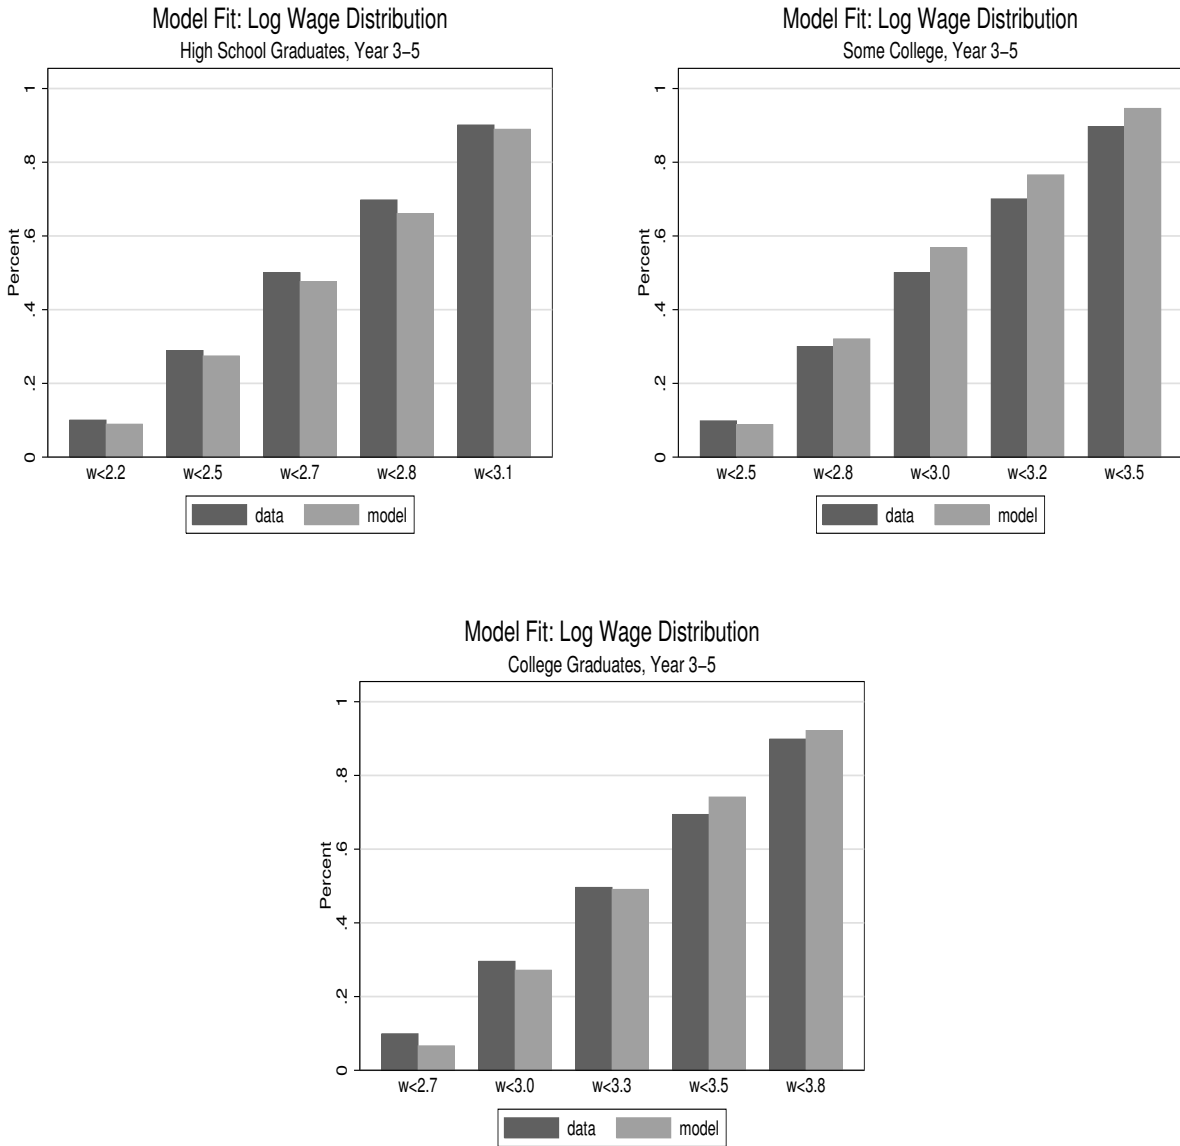 Model Fit: Log Wage Distribution
High School Graduates, Year 3−5
Percent
0
.2
.4
.6
.8
1
w<2.2 w<2.5 w<2.7 w<2.8 w<3.1
data model
Model Fit: Log Wage Distribution
Some College, Year 3−5
Percent
0
.2
.4
.6
.8
1
w<2.5 w<2.8 w<3.0 w<3.2 w<3.5
data model
Model Fit: Log Wage Distribution
College Graduates, Year 3−5
Percent
0
.2
.4
.6
.8
1
w<2.7 w<3.0 w<3.3 w<3.5 w<3.8
data model